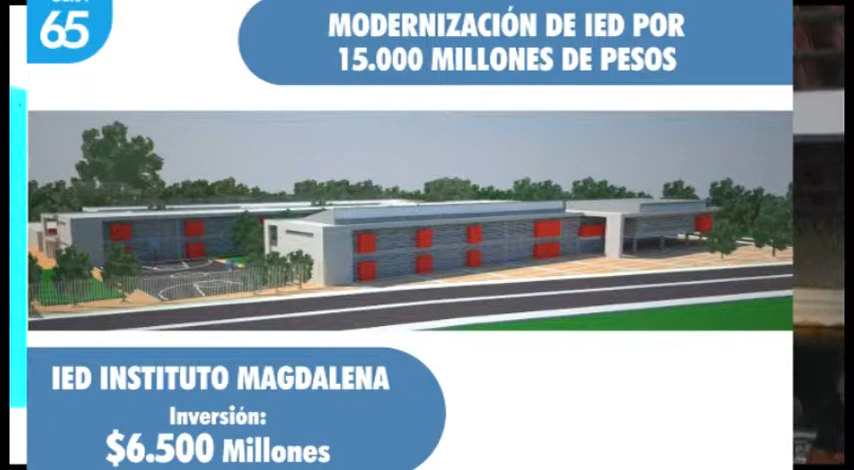 65
MODERNIZACIÓN DE IED POR
15.000 MILLONES DE PESOS
IED INSTITUTO MAGDALENA
Inversión:
$6.500 Millones